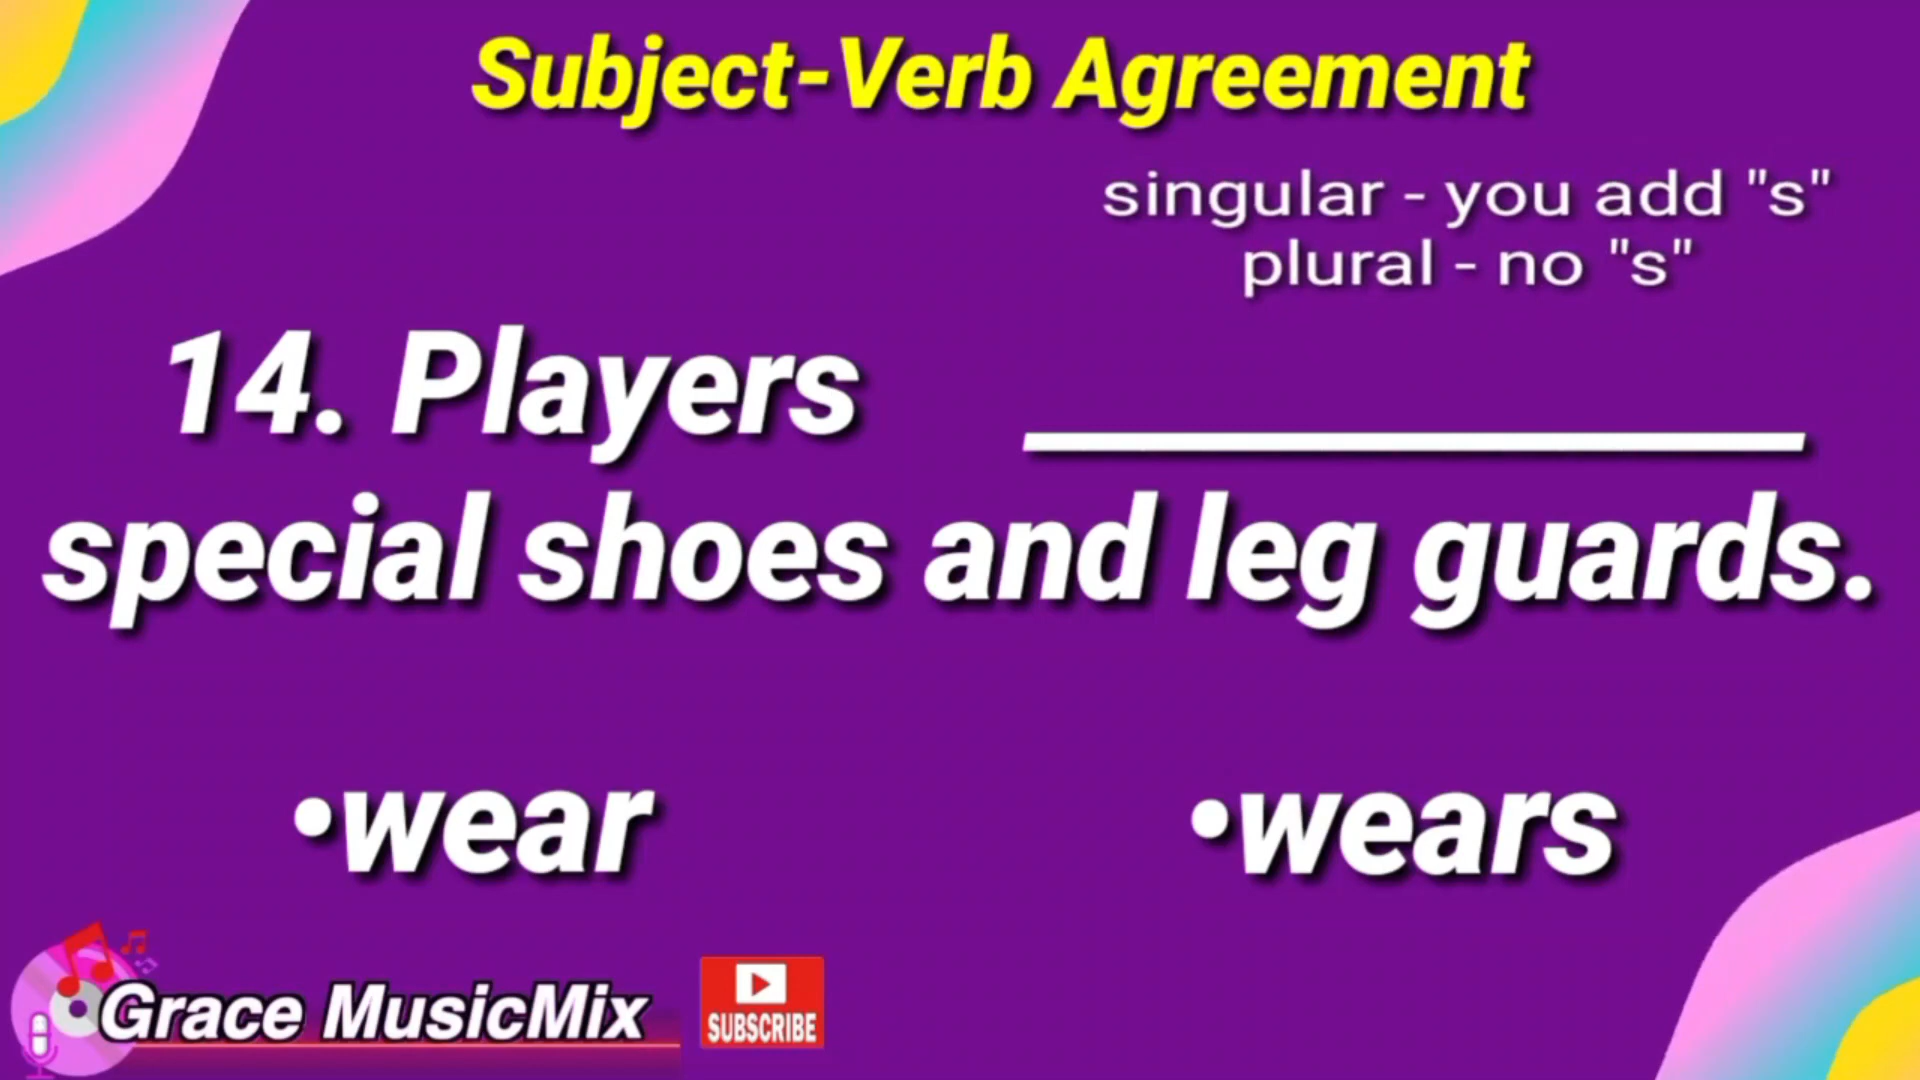 Subject-Verb Agreement
singular - you add "s"
plural - no "s"
14. Players ____________
special shoes and leg guards.
•wear
•wears
Grace MusicMix
SUBSCRIBE